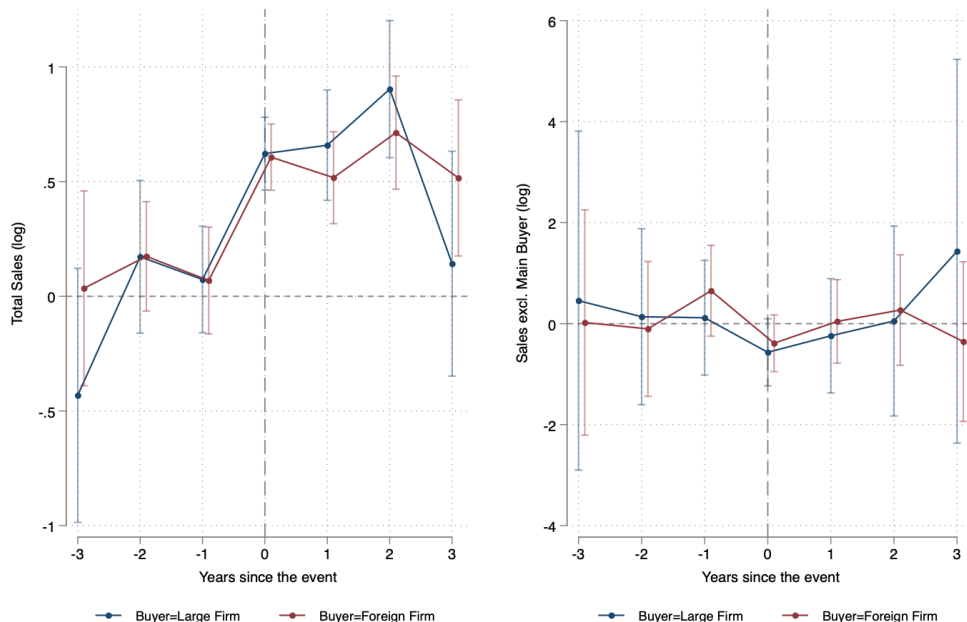 Total Sales (log)
1
.5
0
-.5
-1
-3 -2 -1 0 1 2 3
Years since the event
Buyer=Large Firm Buyer=Foreign Firm
Sales excl. Main Buyer (log)
6
4
2
0
-2
-4
-3 -2 -1 0 1 2 3
Years since the event
Buyer=Large Firm Buyer=Foreign Firm